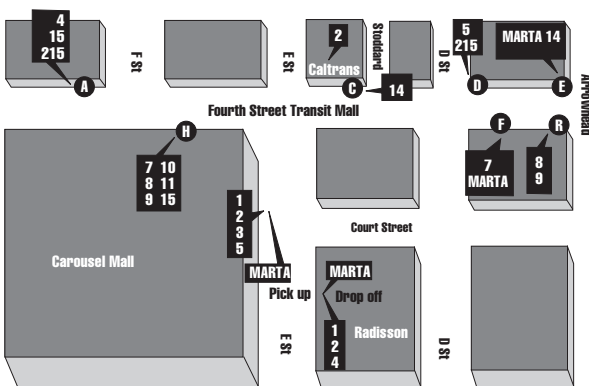 4
15
215
A
F St
E St
2
Caltrans
C
Stoddard
14
D St
5
215
D
MARTA 14
E
Arrowhead
Fourth Street Transit Mall
H
7 10
8 11
9 15
F
7
MARTA
R
8
9
1
2
3
5
Court Street
Carousel Mall
MARTA
Pick up
MARTA
Drop off
1
2
4
Radisson
E St
D St